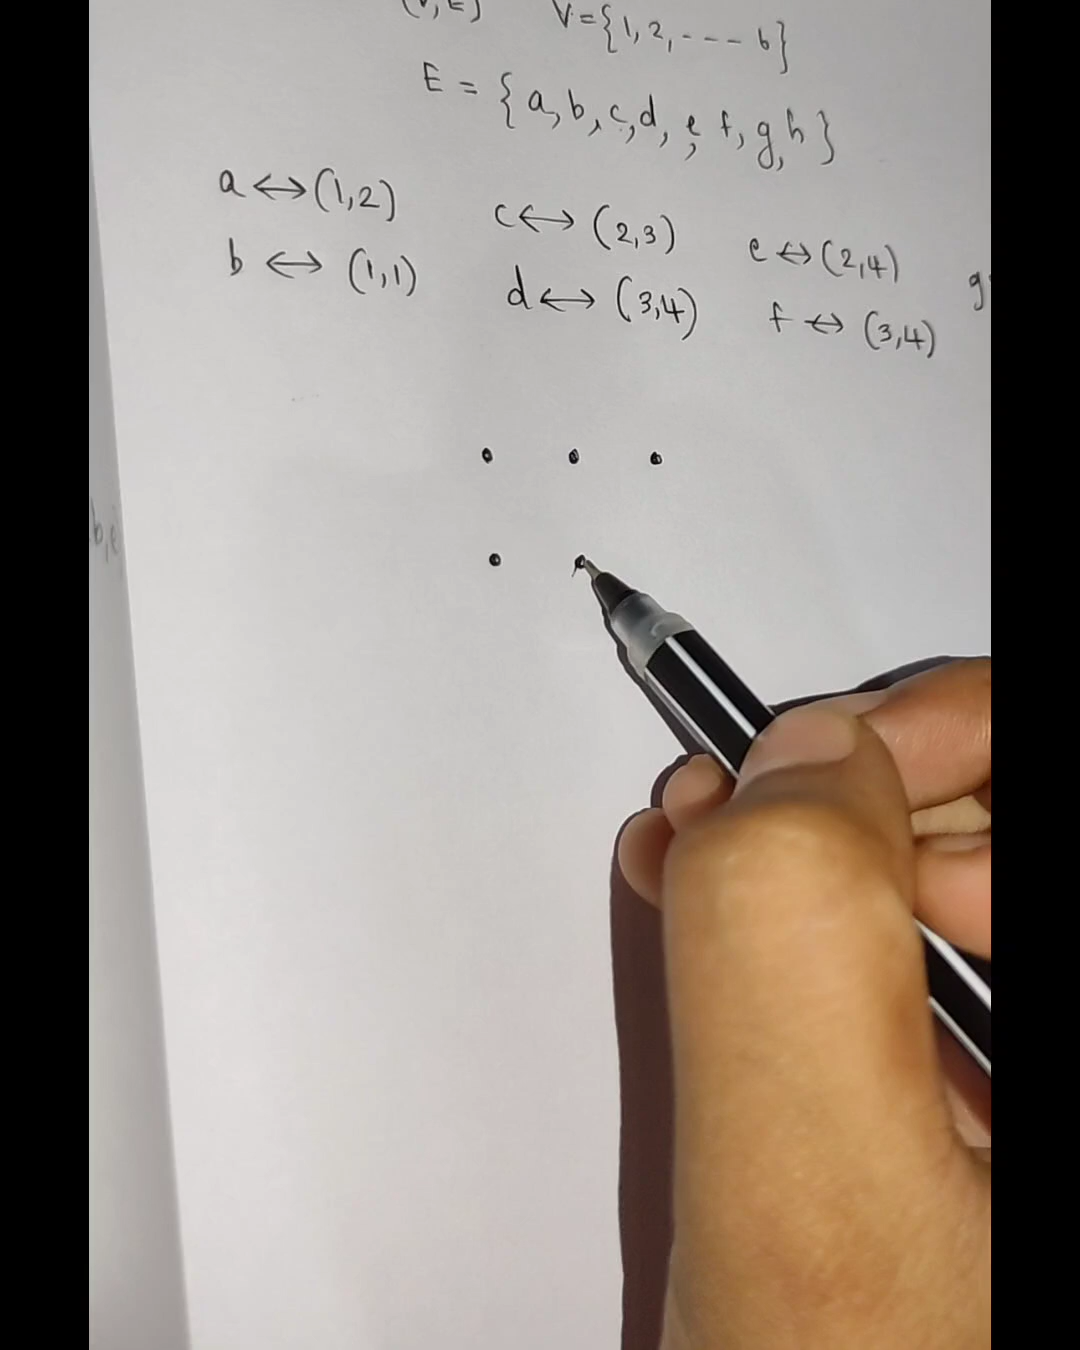 (V, E) V = {1, 2, - - - 6}
E = {a, b, c, d, e, f, g, h}
a ↔ (1,2) c ↔ (2,3) e ↔ (2,4) g
b ↔ (1,1) d ↔ (3,4) f ↔ (3,4)